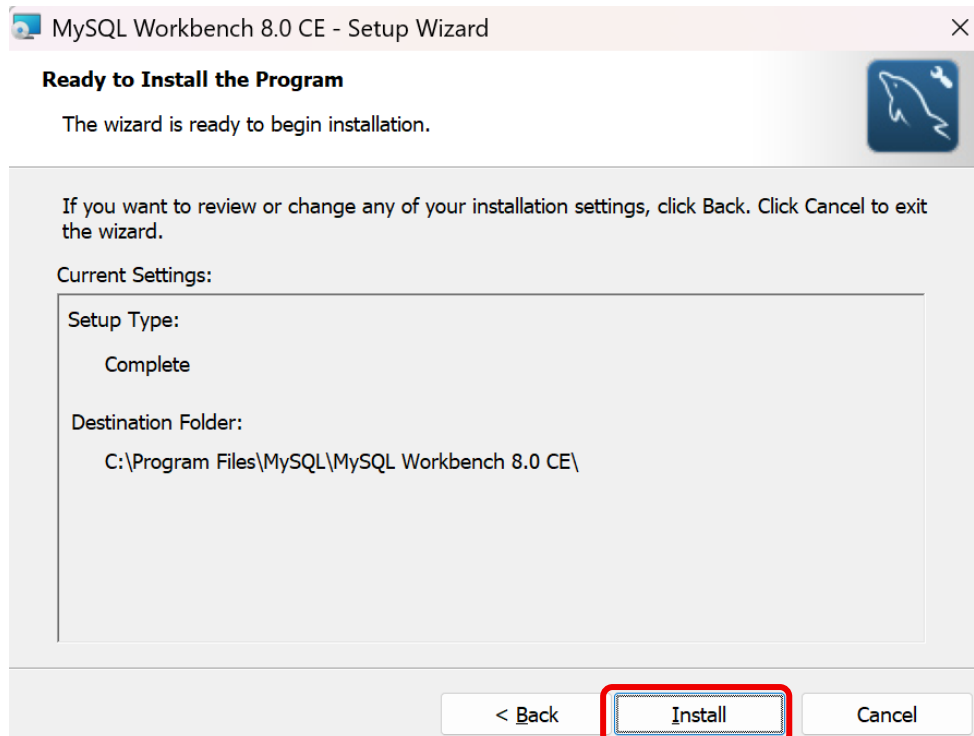 MySQL Workbench 8.0 CE - Setup Wizard
Ready to Install the Program
The wizard is ready to begin installation.
If you want to review or change any of your installation settings, click Back. Click Cancel to exit
the wizard.
Current Settings:
Setup Type:
Complete
Destination Folder:
C:\Program Files\MySQL\MySQL Workbench 8.0 CE\
< Back
Install
Cancel